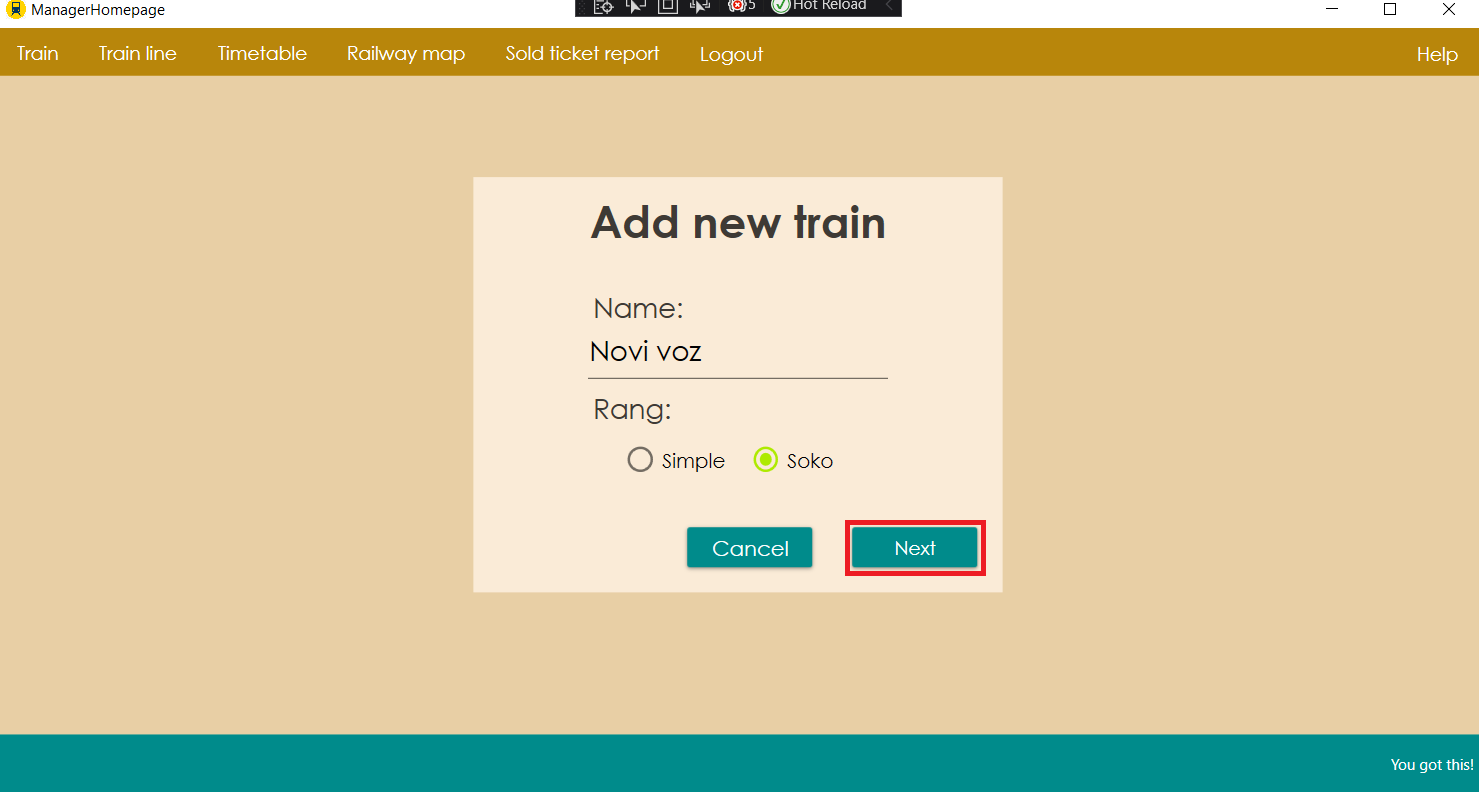 ManagerHomepage
5 Hot Reload
Train Train line Timetable Railway map Sold ticket report Logout Help
Add new train
Name:
Novi voz
Rang:
Simple Soko
Cancel Next
You got this!